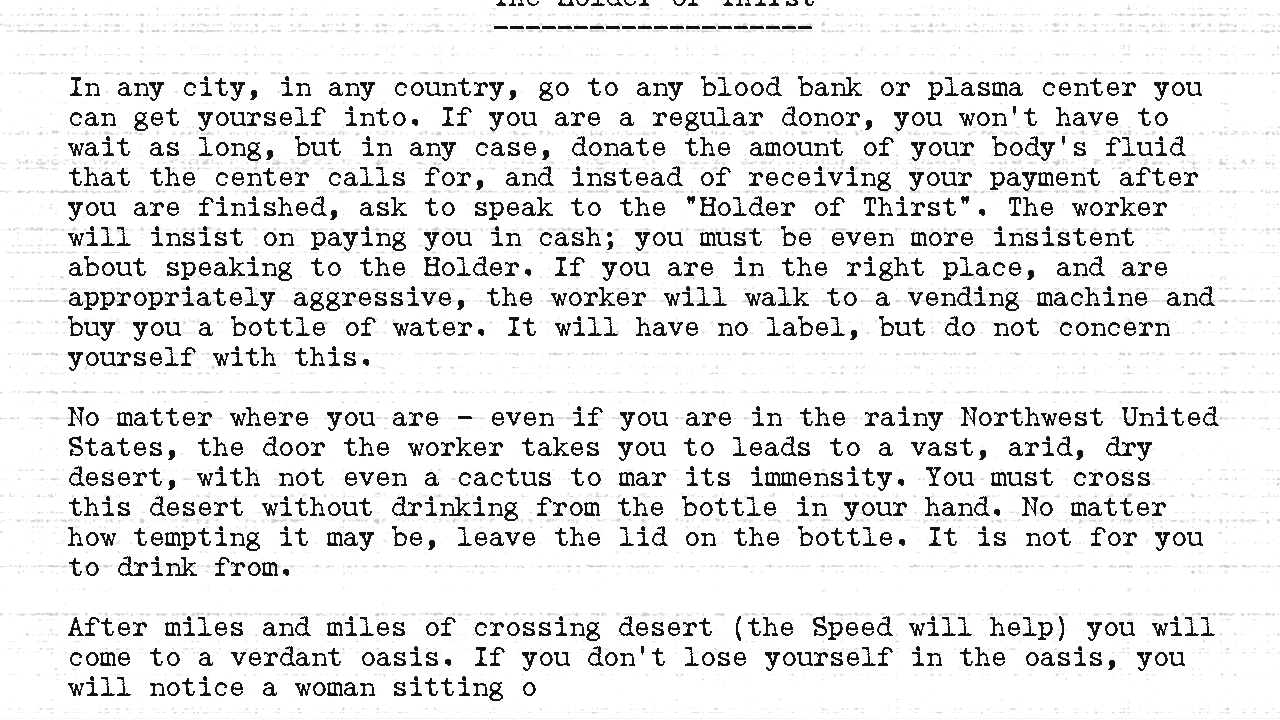 The Holder of Thirst
--------------------
In any city, in any country, go to any blood bank or plasma center you
can get yourself into. If you are a regular donor, you won't have to
wait as long, but in any case, donate the amount of your body's fluid
that the center calls for, and instead of receiving your payment after
you are finished, ask to speak to the "Holder of Thirst". The worker
will insist on paying you in cash; you must be even more insistent
about speaking to the Holder. If you are in the right place, and are
appropriately aggressive, the worker will walk to a vending machine and
buy you a bottle of water. It will have no label, but do not concern
yourself with this.
No matter where you are - even if you are in the rainy Northwest United
States, the door the worker takes you to leads to a vast, arid, dry
desert, with not even a cactus to mar its immensity. You must cross
this desert without drinking from the bottle in your hand. No matter
how tempting it may be, leave the lid on the bottle. It is not for you
to drink from.
After miles and miles of crossing desert (the Speed will help) you will
come to a verdant oasis. If you don't lose yourself in the oasis, you
will notice a woman sitting o